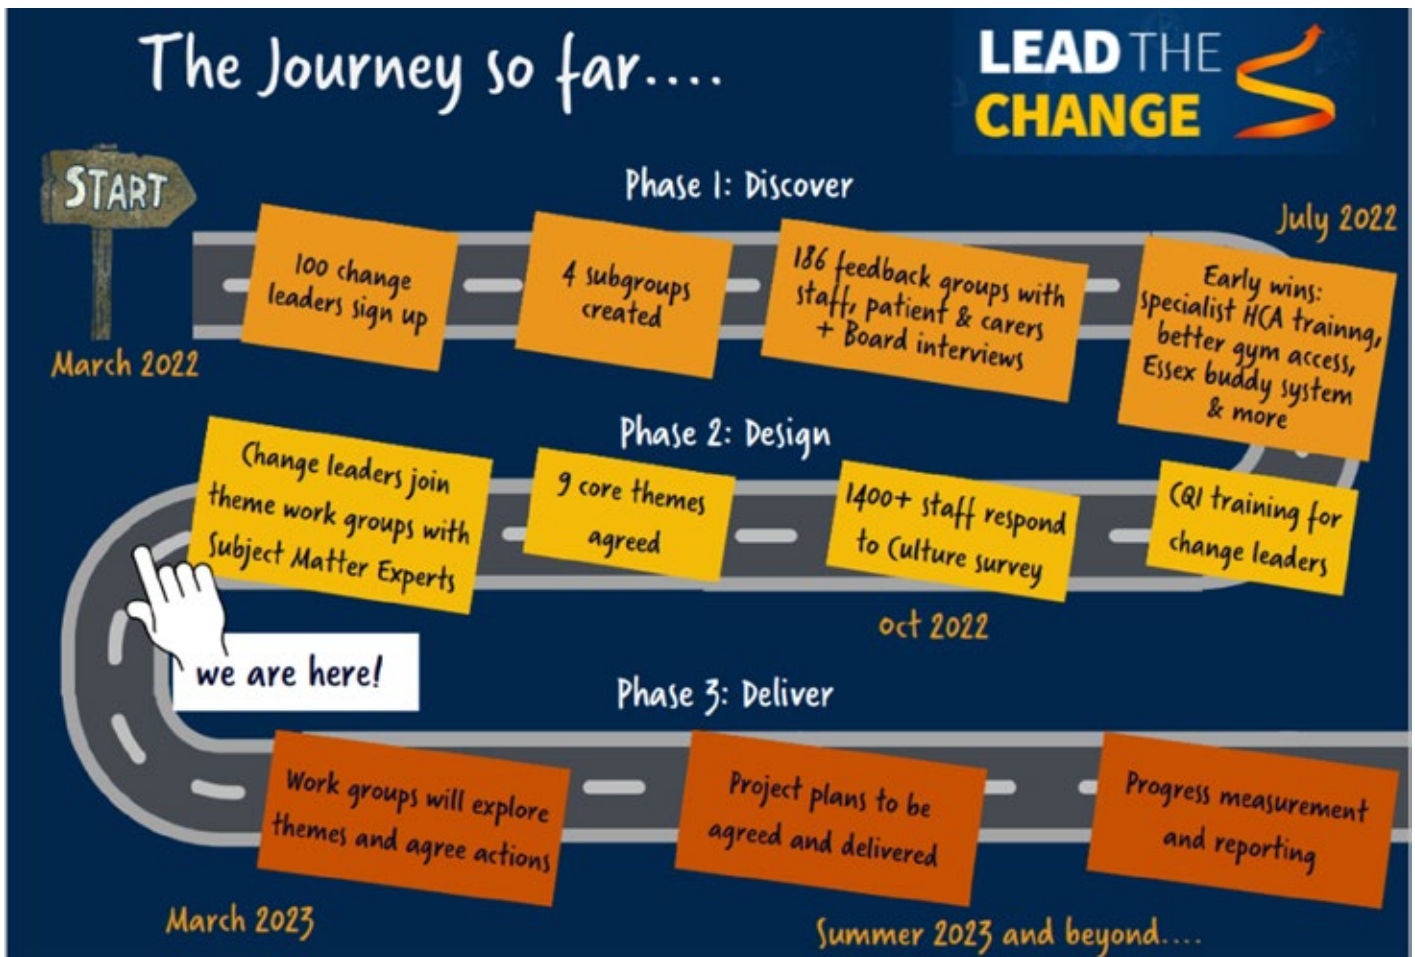 The Journey so far....
LEAD THE
CHANGE
START
Phase 1: Discover
July 2022
March 2022
100 change
leaders sign up
4 subgroups
created
186 feedback groups with
staff, patient & carers
+ Board interviews
Early wins:
specialist HCA trainng,
better gym access,
Essex buddy system
& more
Phase 2: Design
Change leaders join
theme work groups with
Subject Matter Experts
9 core themes
agreed
1400+ staff respond
to Culture survey
CQI training for
change leaders
oct 2022
we are here!
Phase 3: Deliver
Work groups will explore
themes and agree actions
Project plans to be
agreed and delivered
Progress measurement
and reporting
March 2023
Summer 2023 and beyond....